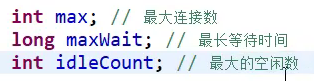 int max; // 最大连接数
long maxWait; // 最长等待时间
int idleCount; // 最大的空闲数